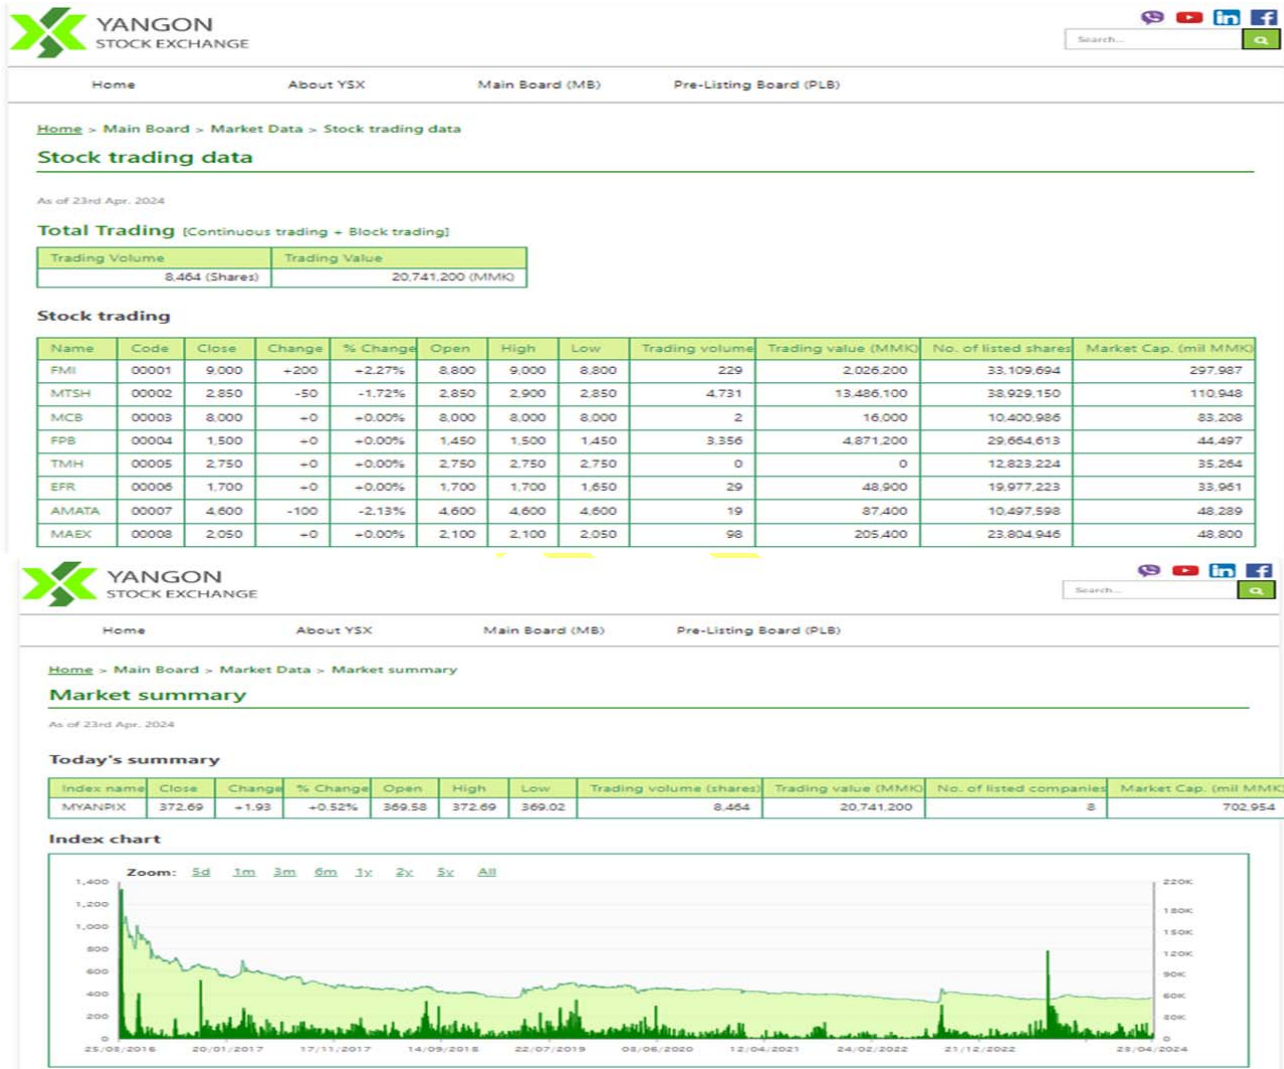 YANGON
STOCK EXCHANGE
Search...
Home About YSX Main Board (MB) Pre-Listing Board (PLB)
Home > Main Board > Market Data > Stock trading data
Stock trading data
As of 23rd Apr. 2024
Total Trading [Continuous trading + Block trading]
Trading Volume Trading Value
8,464 (Shares) 20,741,200 (MMK)
Stock trading
Name Code Close Change % Change Open High Low Trading volume Trading value (MMK) No. of listed shares Market Cap. (mil MMK)
FMI 00001 9,000 +200 +2.27% 8,800 9,000 8,800 229 2,026,200 33,109,694 297,987
MTSH 00002 2,850 -50 -1.72% 2,850 2,900 2,850 4,731 13,486,100 38,929,150 110,948
MCB 00003 8,000 +0 +0.00% 8,000 8,000 8,000 2 16,000 10,400,986 83,208
FPB 00004 1,500 +0 +0.00% 1,450 1,500 1,450 3,356 4,871,200 29,664,613 44,497
TMH 00005 2,750 +0 +0.00% 2,750 2,750 2,750 0 0 12,823,224 35,264
EFR 00006 1,700 +0 +0.00% 1,700 1,700 1,650 29 48,900 19,977,223 33,961
AMATA 00007 4,600 -100 -2.13% 4,600 4,600 4,600 19 87,400 10,497,598 48,289
MAEX 00008 2,050 +0 +0.00% 2,100 2,100 2,050 98 205,400 23,804,946 48,800
YANGON
STOCK EXCHANGE
Search...
Home About YSX Main Board (MB) Pre-Listing Board (PLB)
Home > Main Board > Market Data > Market summary
Market summary
As of 23rd Apr. 2024
Today's summary
Index name Close Change % Change Open High Low Trading volume (shares) Trading value (MMK) No. of listed companies Market Cap. (mil MMK
MYANPIX 372.69 +1.93 +0.52% 369.58 372.69 369.02 8,464 20,741,200 8 702,954
Index chart
Zoom: 5d 1m 3m 6m 1y 2y 5y All
1,400 220K
1,200 180K
1,000 150K
800 120K
600 90K
400 60K
200 30K
0 0
25/08/2016 20/01/2017 17/11/2017 14/09/2018 22/07/2019 08/06/2020 12/04/2021 24/02/2022 21/12/2022 28/04/2024